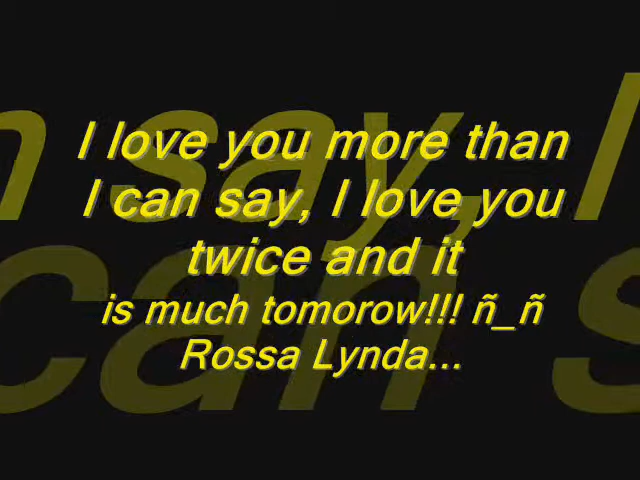 I love you more than
I can say, I love you
twice and it
is much tomorow!!! ñ_ñ
Rossa Lynda...